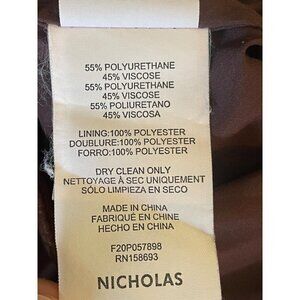 55% POLYURETHANE
45% VISCOSE
55% POLYURETHANE
45% VISCOSE
55% POLIURETANO
45% VISCOSA
LINING:100% POLYESTER
DOUBLURE:100% POLYESTER
FORRO:100% POLYESTER
DRY CLEAN ONLY
NETTOYAGE À SEC UNIQUEMENT
SÓLO LIMPIEZA EN SECO
MADE IN CHINA
FABRIQUÉ EN CHINE
HECHO EN CHINA
F20P057898
RN158693
NICHOLAS